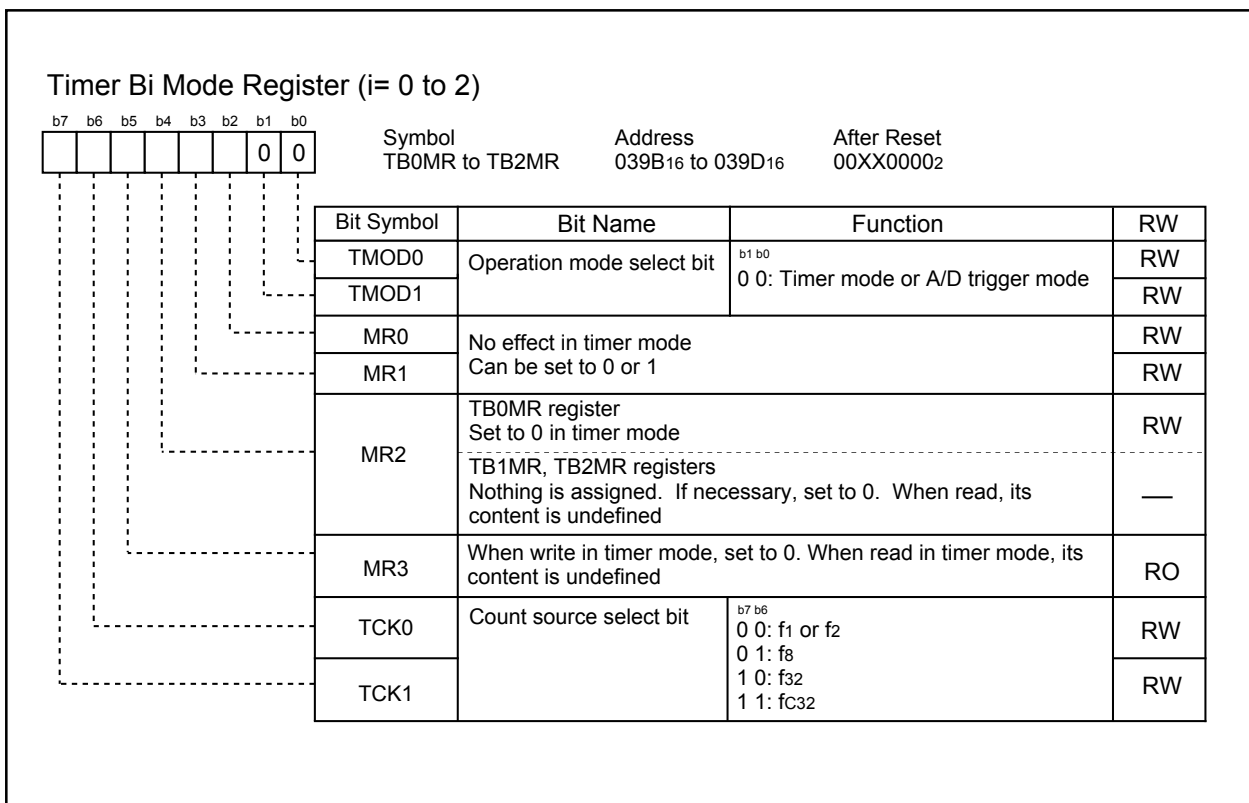 Timer Bi Mode Register (i= 0 to 2)
b7 b6 b5 b4 b3 b2 b1 b0
0 0
Symbol Address After Reset
TB0MR to TB2MR 039B16 to 039D16 00XX00002
Bit Symbol Bit Name Function RW
TMOD0 Operation mode select bit b1 b0 RW
0 0: Timer mode or A/D trigger mode
TMOD1 RW
MR0 No effect in timer mode RW
MR1 Can be set to 0 or 1 RW
TB0MR register
Set to 0 in timer mode RW
MR2
TB1MR, TB2MR registers
Nothing is assigned. If necessary, set to 0. When read, its —
content is undefined
MR3 When write in timer mode, set to 0. When read in timer mode, its RO
content is undefined
TCK0 Count source select bit b7 b6 RW
0 0: f1 or f2
0 1: f8
TCK1 1 0: f32 RW
1 1: fC32